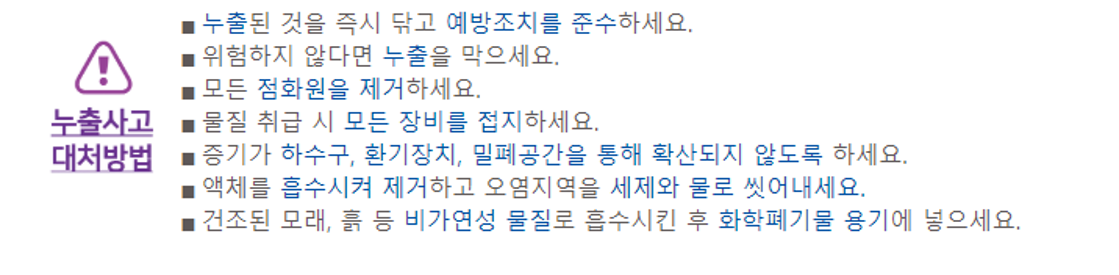 누출사고
대처방법
■ 누출된 것을 즉시 닦고 예방조치를 준수하세요.
■ 위험하지 않다면 누출을 막으세요.
■ 모든 점화원을 제거하세요.
■ 물질 취급 시 모든 장비를 접지하세요.
■ 증기가 하수구, 환기장치, 밀폐공간을 통해 확산되지 않도록 하세요.
■ 액체를 흡수시켜 제거하고 오염지역을 세제와 물로 씻어내세요.
■ 건조된 모래, 흙 등 비가연성 물질로 흡수시킨 후 화학폐기물 용기에 넣으세요.